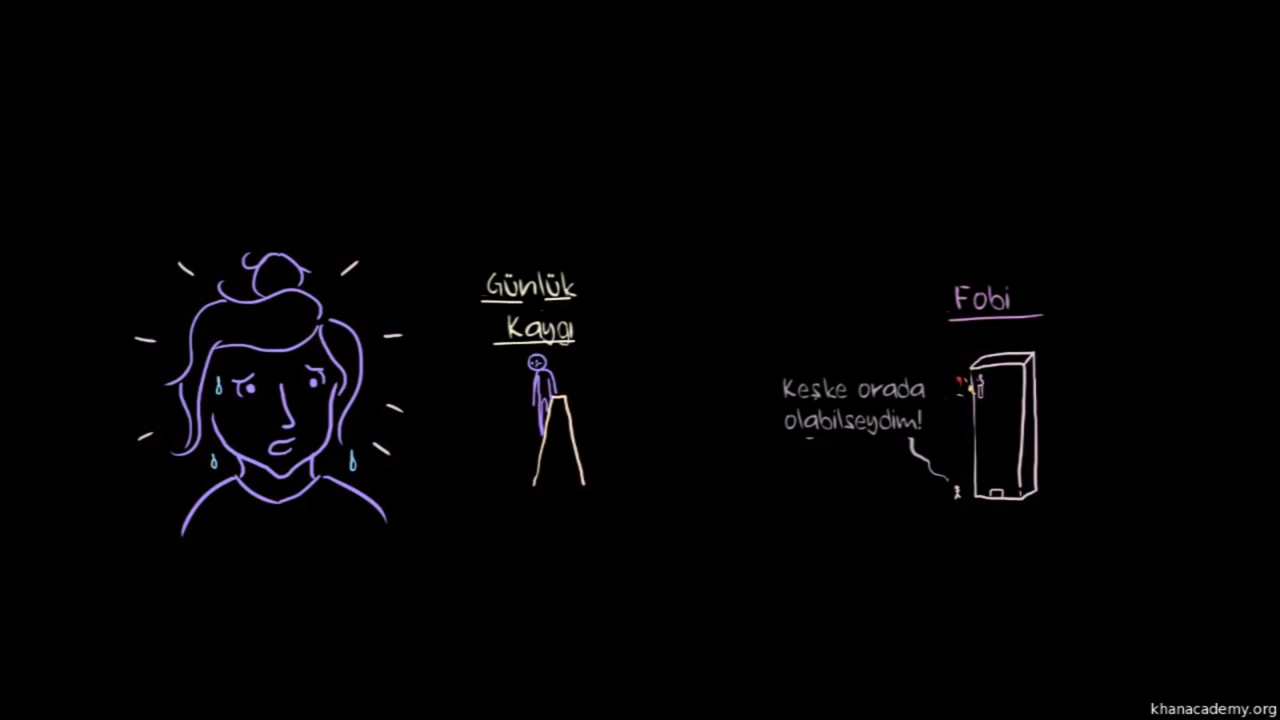 Günlük
Kaygı
Fobi
Keşke orada
olabilseydim!
khanacademy.org